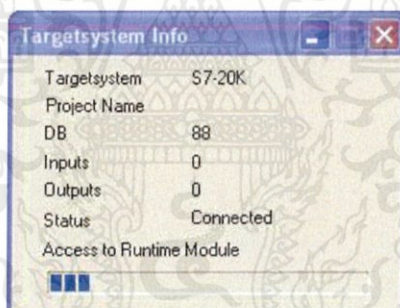 Targetsystem Info
Targetsystem S7-20K
Project Name
DB 88
Inputs 0
Outputs 0
Status Connected
Access to Runtime Module